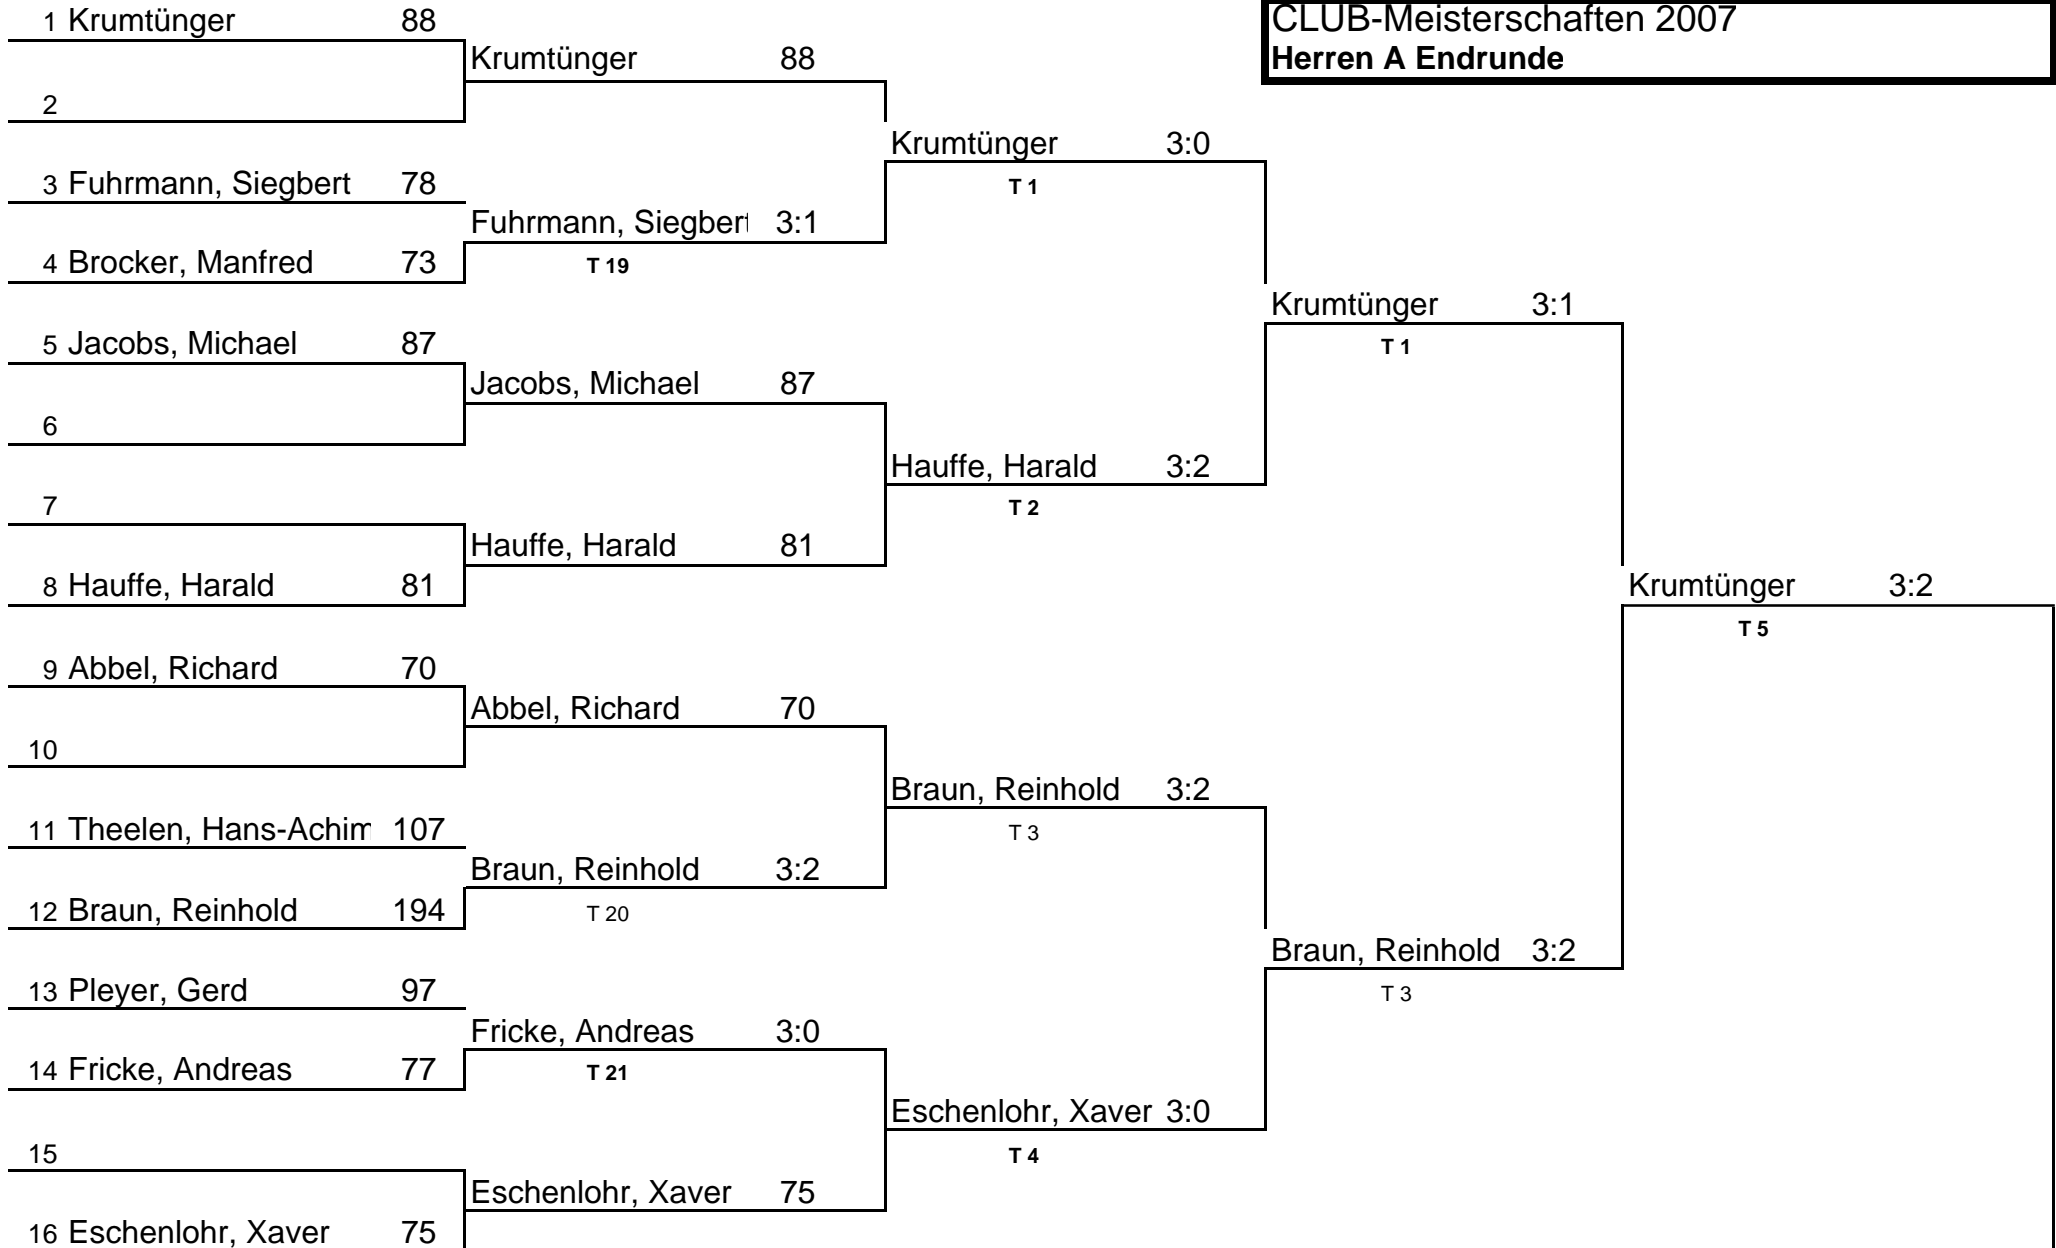 CLUB-Meisterschaften 2007
Herren A Endrunde
1 Krumtünger 88
Krumtünger 88
2
Krumtünger 3:0
3 Fuhrmann, Siegbert 78
T 1
Fuhrmann, Siegbert 3:1
4 Brocker, Manfred 73
T 19
Krumtünger 3:1
5 Jacobs, Michael 87
T 1
Jacobs, Michael 87
6
Hauffe, Harald 3:2
7
T 2
Hauffe, Harald 81
8 Hauffe, Harald 81
Krumtünger 3:2
T 5
9 Abbel, Richard 70
Abbel, Richard 70
10
Braun, Reinhold 3:2
11 Theelen, Hans-Achim 107
T 3
Braun, Reinhold 3:2
12 Braun, Reinhold 194
T 20
Braun, Reinhold 3:2
13 Pleyer, Gerd 97
T 3
Fricke, Andreas 3:0
14 Fricke, Andreas 77
T 21
Eschenlohr, Xaver 3:0
15
T 4
Eschenlohr, Xaver 75
16 Eschenlohr, Xaver 75